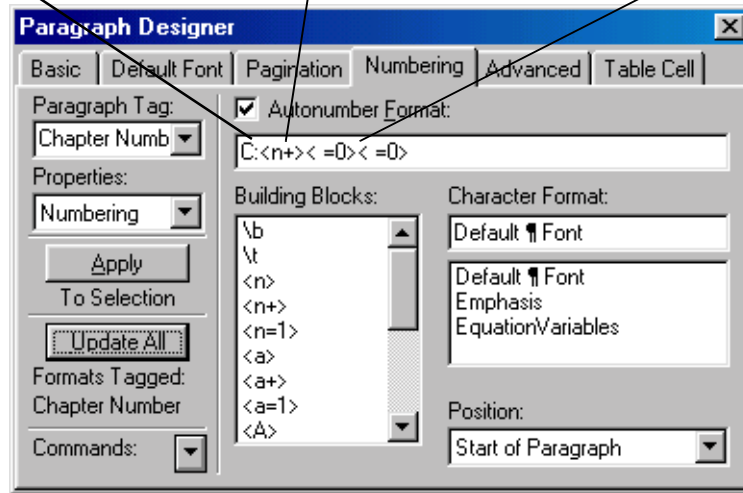 Paragraph Designer
Basic Default Font Pagination Numbering Advanced Table Cell
Paragraph Tag:
Chapter Numb
Properties:
Numbering
Apply
To Selection
Update All
Formats Tagged:
Chapter Number
Commands:
Autonumber Format:
C:<n+>< =0>< =0>
Building Blocks:
\b
\t
<n>
<n+>
<n=1>
<a>
<a+>
<a=1>
<A>
Character Format:
Default ¶ Font
Default ¶ Font
Emphasis
EquationVariables
Position:
Start of Paragraph